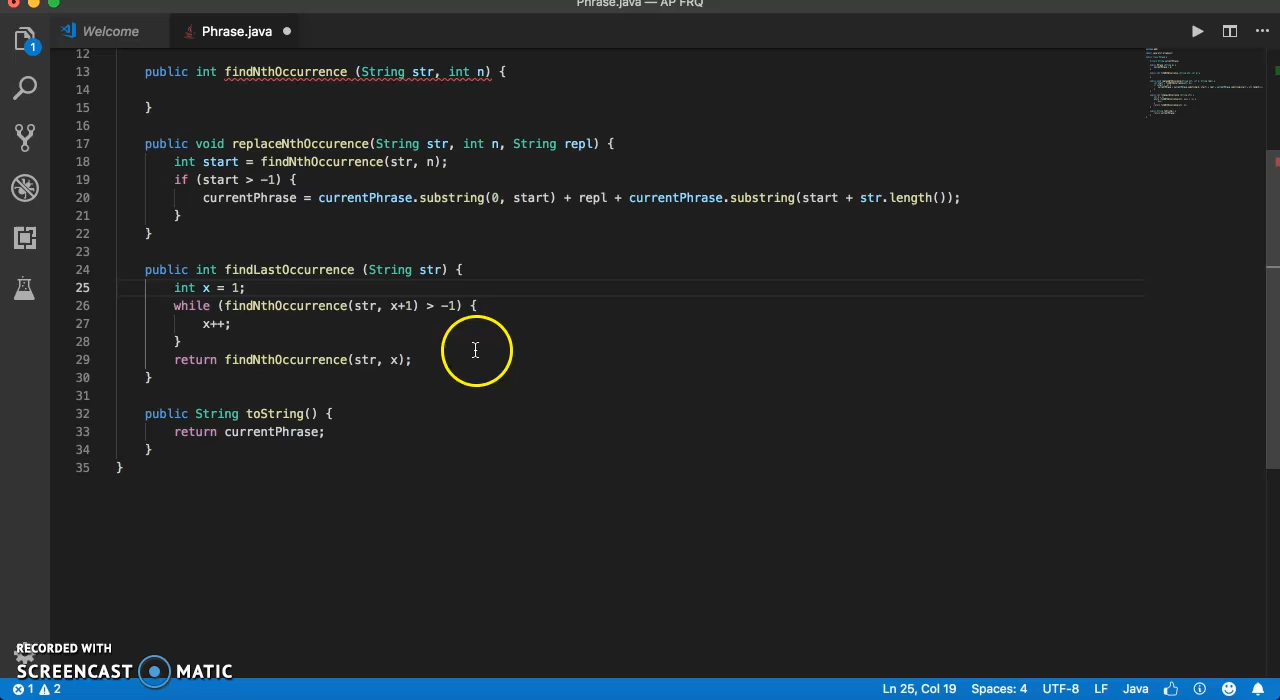 Phrase.java — AP FRQ
1
Welcome
Phrase.java
12
13 public int findNthOccurrence (String str, int n) {
14
15 }
16
17 public void replaceNthOccurence(String str, int n, String repl) {
18 int start = findNthOccurrence(str, n);
19 if (start > -1) {
20 currentPhrase = currentPhrase.substring(0, start) + repl + currentPhrase.substring(start + str.length());
21 }
22 }
23
24 public int findLastOccurrence (String str) {
25 int x = 1;
26 while (findNthOccurrence(str, x+1) > -1) {
27 x++;
28 }
29 return findNthOccurrence(str, x);
30 }
31
32 public String toString() {
33 return currentPhrase;
34 }
35 }
RECORDED WITH
SCREENCAST MATIC
1 2 Ln 25, Col 19 Spaces: 4 UTF-8 LF Java